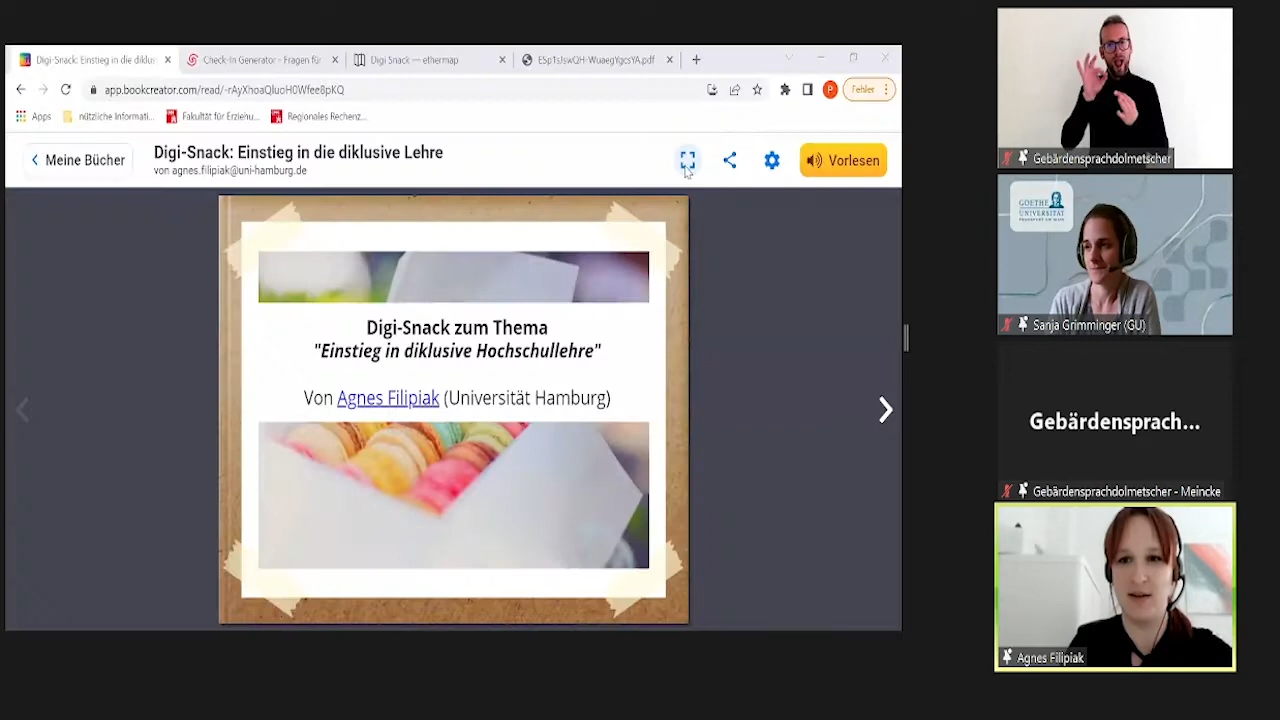 Digi-Snack: Einstieg in die diklus
Check-In Generator - Fragen für
Digi Snack — ethermap
ESp1sJswQH-WuaegYgcsYA.pdf
app.bookcreator.com/read/-rAyXhoaQluoH0Wfee8pKQ
P
Fehler
Apps
nützliche Informati...
Fakultät für Erziehu...
Regionales Rechenz...
Meine Bücher
Digi-Snack: Einstieg in die diklusive Lehre
von agnes.filipiak@uni-hamburg.de
Vorlesen
Digi-Snack zum Thema
"Einstieg in diklusive Hochschullehre"
Von Agnes Filipiak (Universität Hamburg)
Gebärdensprachdolmetscher
GOETHE
UNIVERSITÄT
FRANKFURT AM MAIN
Sanja Grimminger (GU)
Gebärdensprach...
Gebärdensprachdolmetscher - Meincke
Agnes Filipiak